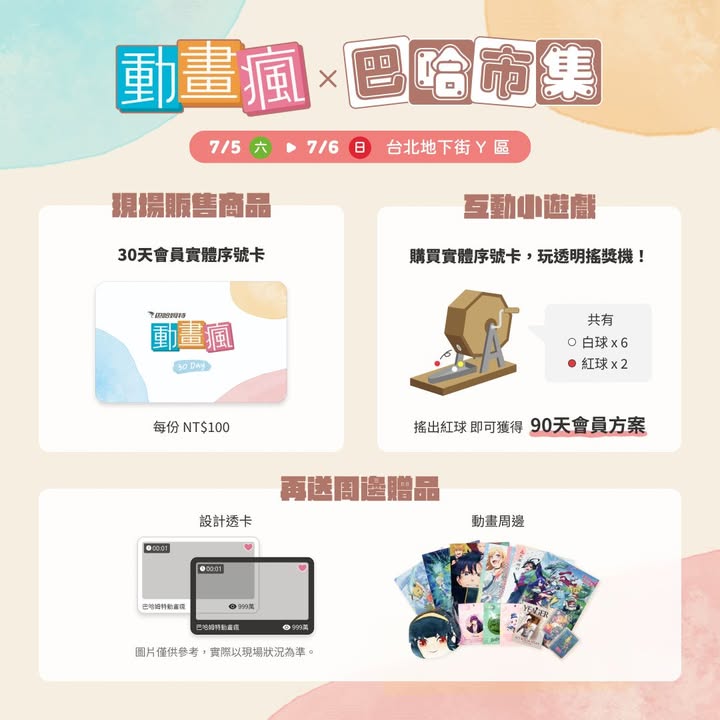 動畫瘋 × 巴哈市集
7/5 六 ▶ 7/6 日 台北地下街 Y 區
現場販售商品
30天會員實體序號卡
巴哈姆特
動畫瘋
30 Day
每份 NT$100
互動小遊戲
購買實體序號卡,玩透明搖獎機!
共有
白球 x 6
紅球 x 2
搖出紅球 即可獲得 90天會員方案
再送周邊贈品
設計透卡
00:01
巴哈姆特動畫瘋 999萬
00:01
巴哈姆特動畫瘋 999萬
圖片僅供參考,實際以現場狀況為準。
動畫周邊